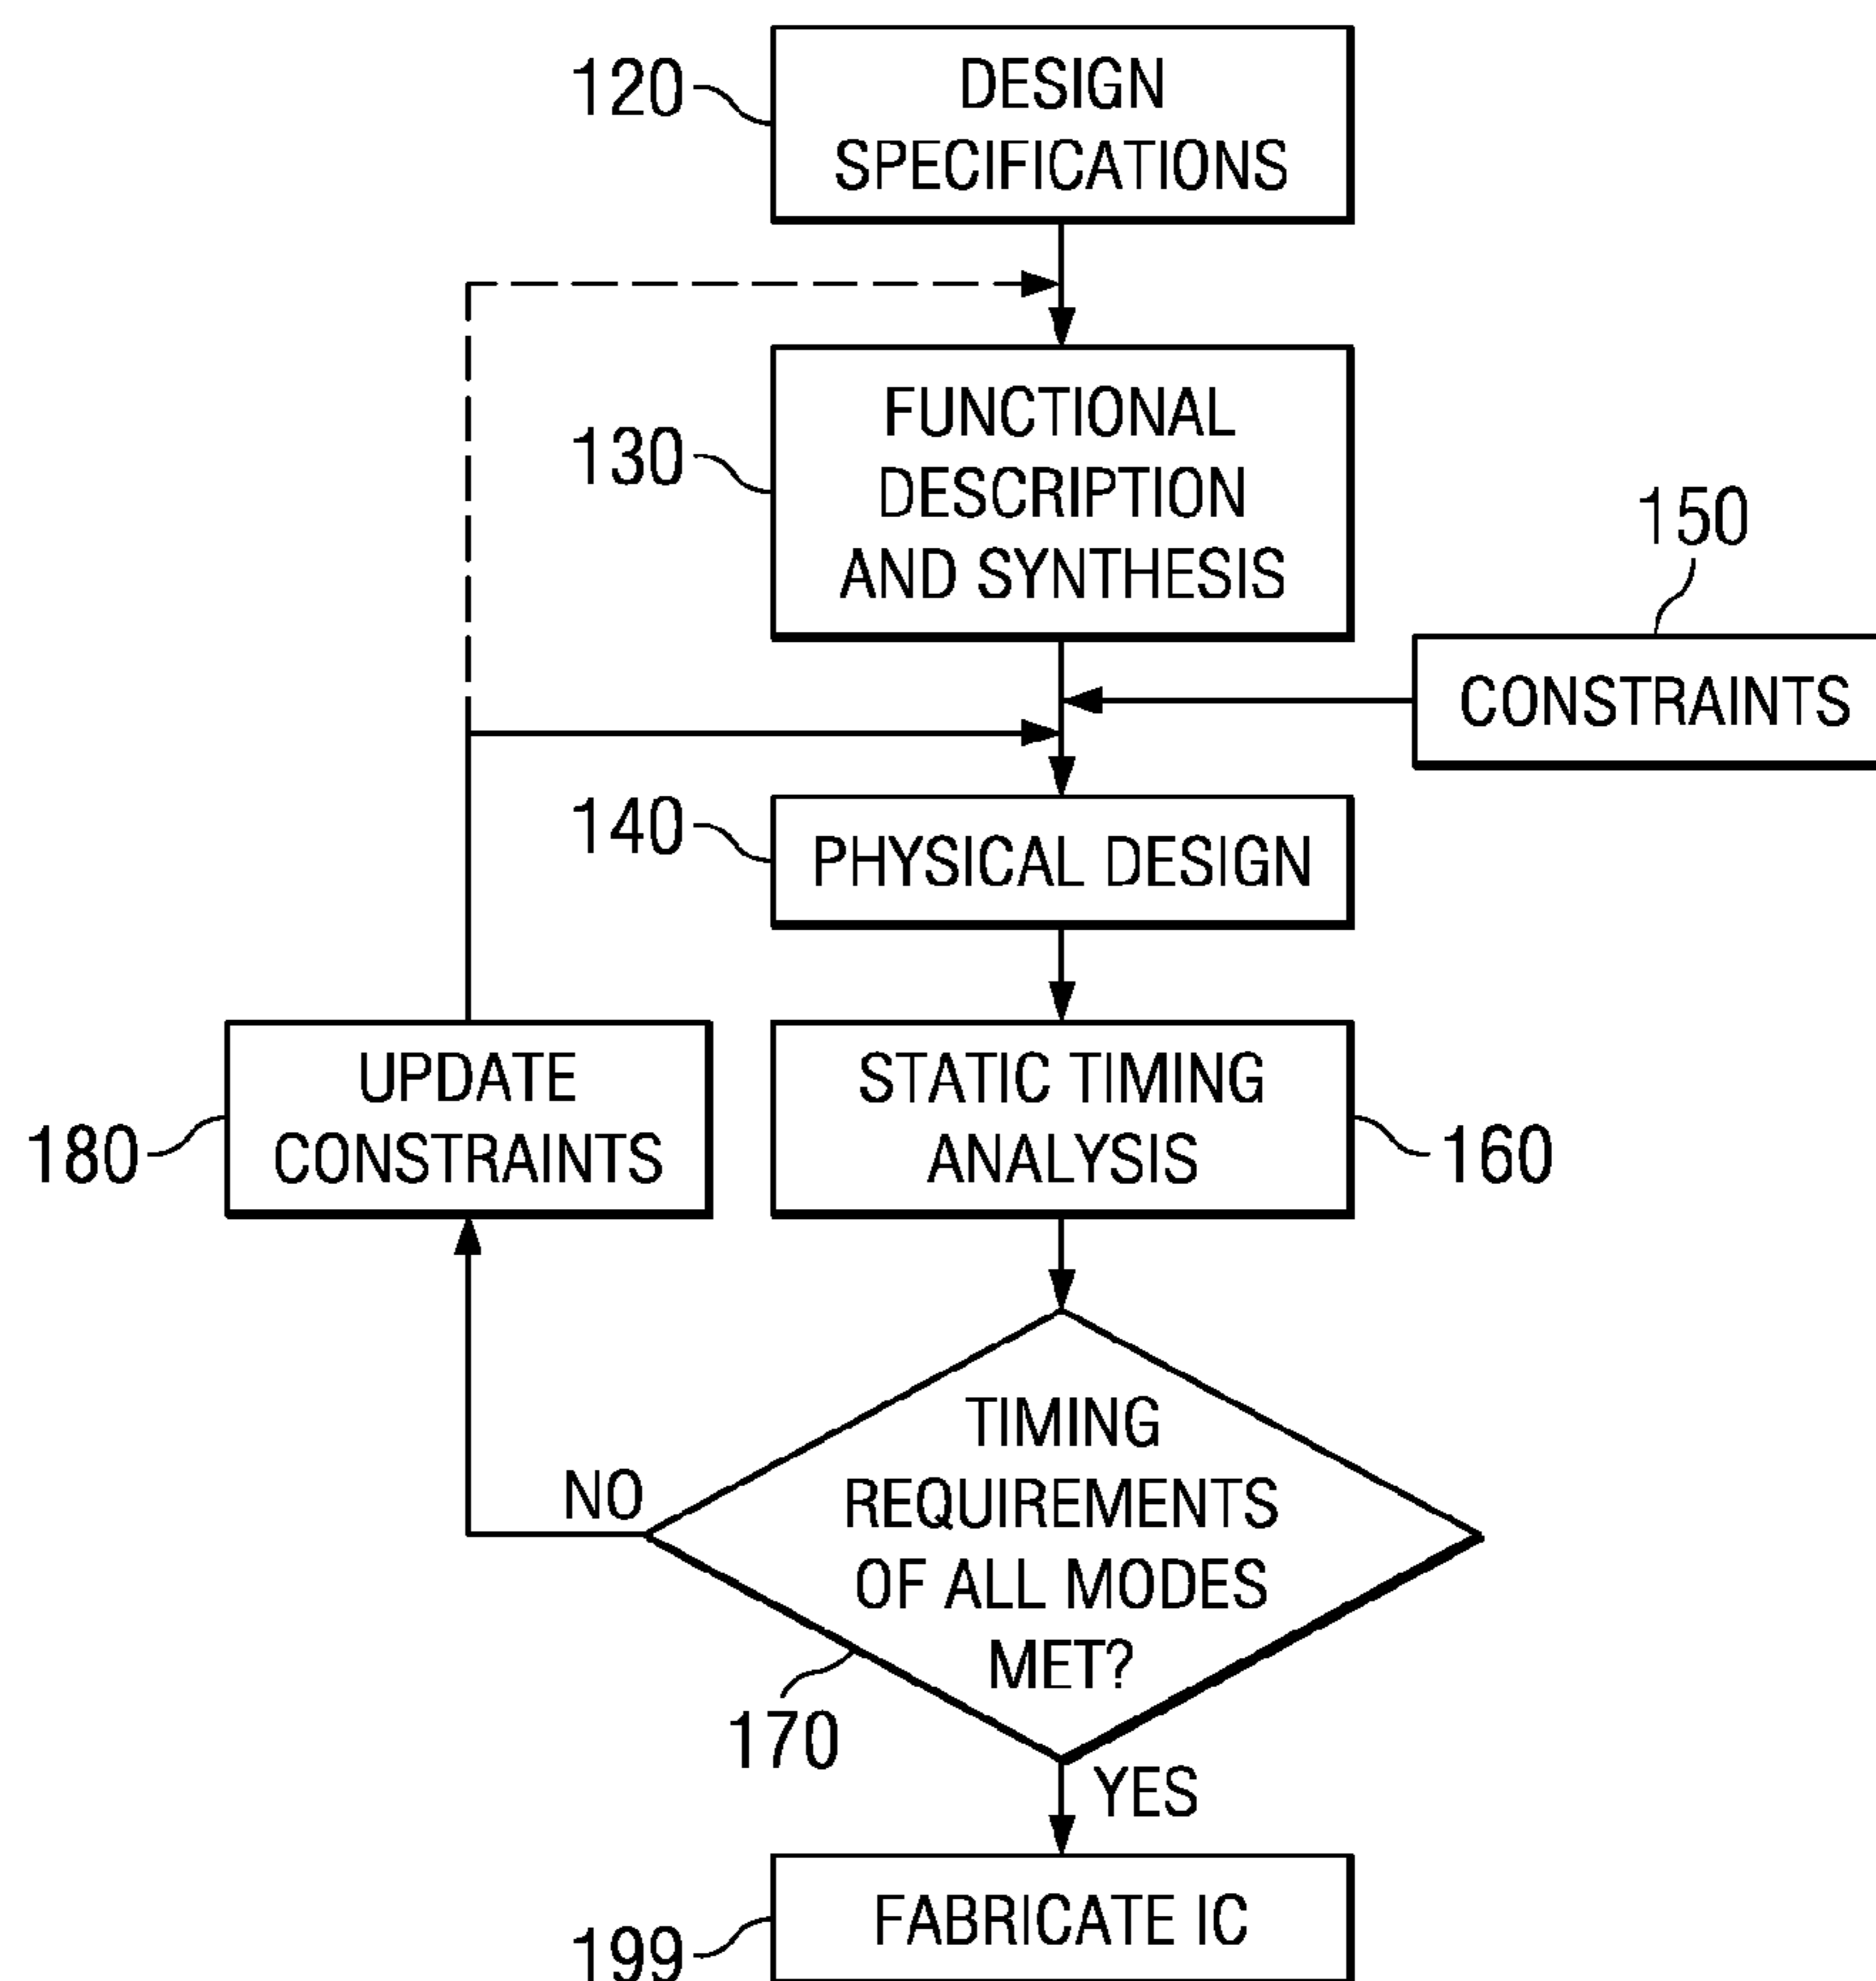 120
DESIGN
SPECIFICATIONS
130
FUNCTIONAL
DESCRIPTION
AND SYNTHESIS
150
CONSTRAINTS
140
PHYSICAL DESIGN
180
UPDATE
CONSTRAINTS
STATIC TIMING
ANALYSIS
160
NO
TIMING
REQUIREMENTS
OF ALL MODES
MET?
170
YES
199
FABRICATE IC